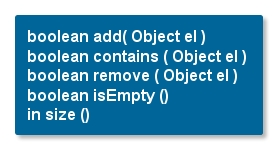 boolean add( Object el )
boolean contains ( Object el )
boolean remove ( Object el )
boolean isEmpty ()
in size ()